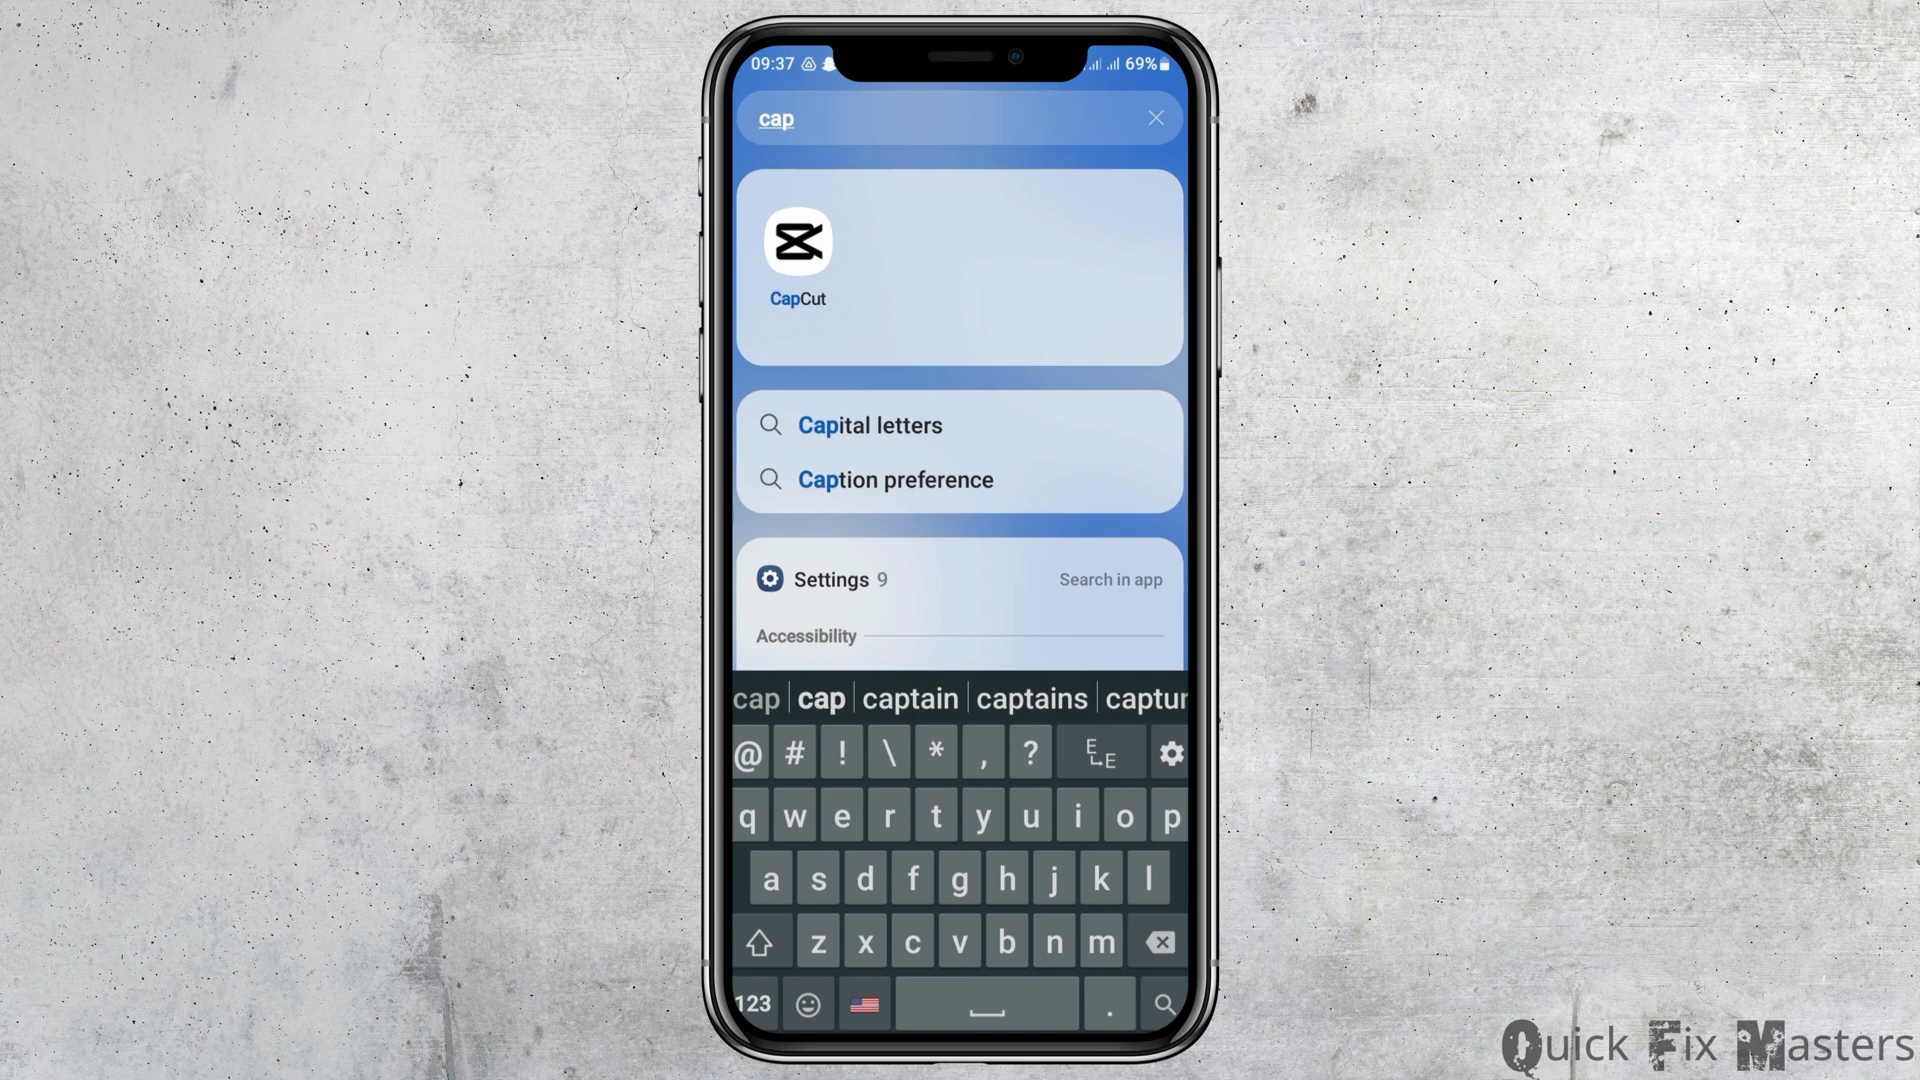 09:37 69%
cap
CapCut
Capital letters
Caption preference
Settings 9 Search in app
Accessibility
cap cap captain captains captur
@ # ! \ * , ? E E
q w e r t y u i o p
a s d f g h j k l
z x c v b n m
123 .
Quick Fix Masters